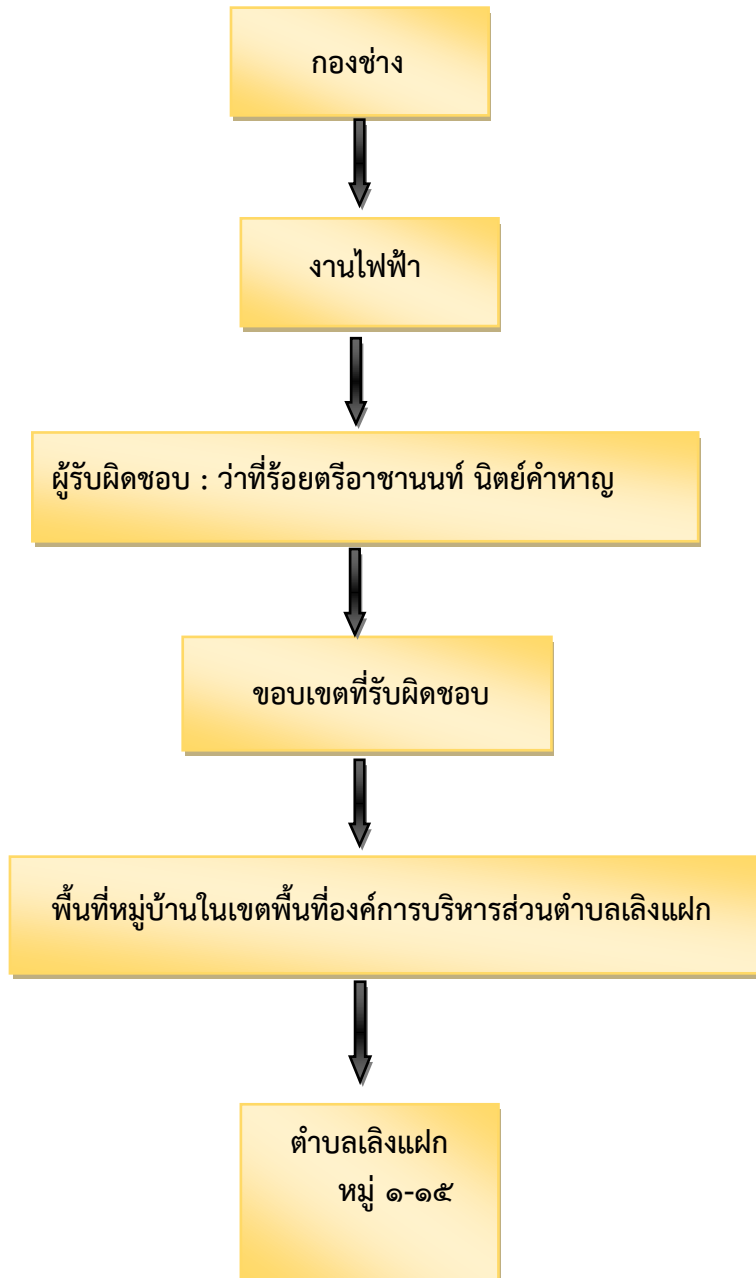 กองช่าง
งานไฟฟ้า
ผู้รับผิดชอบ : ว่าที่ร้อยตรีอาชานนท์ นิตย์คำหาญ
ขอบเขตที่รับผิดชอบ
พื้นที่หมู่บ้านในเขตพื้นที่องค์การบริหารส่วนตำบลเลิงแฝก
ตำบลเลิงแฝก
หมู่ ๑-๑๕